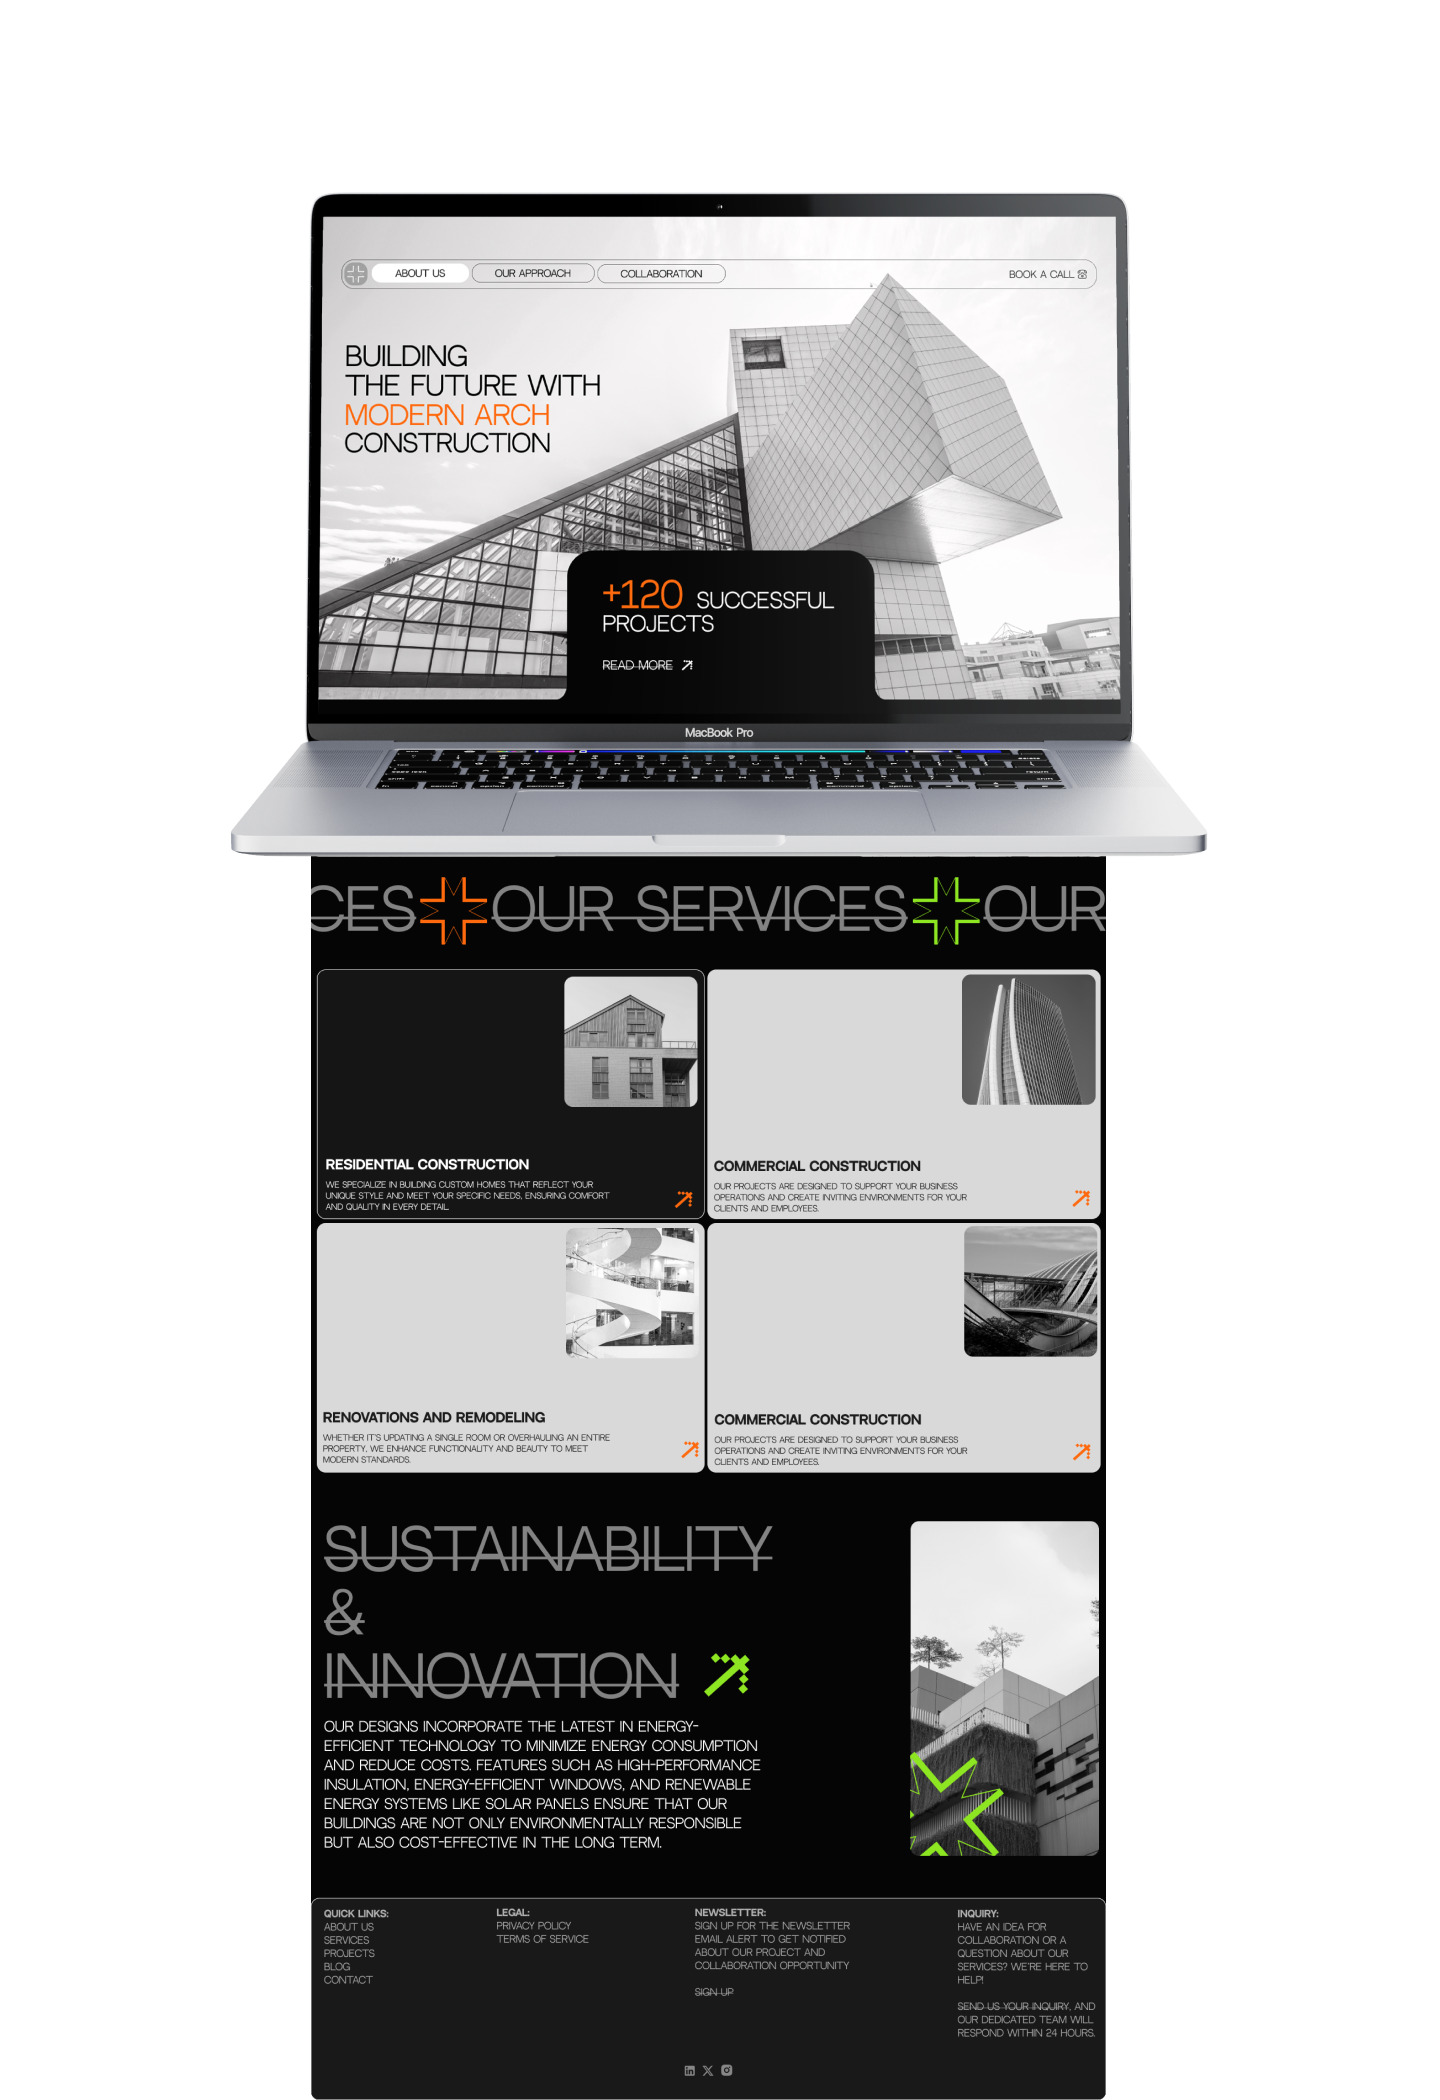 ABOUT US
OUR APPROACH
COLLABORATION
BOOK A CALL
BUILDING
THE FUTURE WITH
MODERN ARCH
CONSTRUCTION
+120 SUCCESSFUL
PROJECTS
READ MORE
MacBook Pro
CES OUR SERVICES OUR
RESIDENTIAL CONSTRUCTION
WE SPECIALIZE IN BUILDING CUSTOM HOMES THAT REFLECT YOUR
UNIQUE STYLE AND MEET YOUR SPECIFIC NEEDS, ENSURING COMFORT
AND QUALITY IN EVERY DETAIL.
COMMERCIAL CONSTRUCTION
OUR PROJECTS ARE DESIGNED TO SUPPORT YOUR BUSINESS
OPERATIONS AND CREATE INVITING ENVIRONMENTS FOR YOUR
CLIENTS AND EMPLOYEES.
RENOVATIONS AND REMODELING
WHETHER IT'S UPDATING A SINGLE ROOM OR OVERHAULING AN ENTIRE
PROPERTY, WE ENHANCE FUNCTIONALITY AND BEAUTY TO MEET
MODERN STANDARDS.
COMMERCIAL CONSTRUCTION
OUR PROJECTS ARE DESIGNED TO SUPPORT YOUR BUSINESS
OPERATIONS AND CREATE INVITING ENVIRONMENTS FOR YOUR
CLIENTS AND EMPLOYEES.
SUSTAINABILITY
&
INNOVATION
OUR DESIGNS INCORPORATE THE LATEST IN ENERGY-
EFFICIENT TECHNOLOGY TO MINIMIZE ENERGY CONSUMPTION
AND REDUCE COSTS. FEATURES SUCH AS HIGH-PERFORMANCE
INSULATION, ENERGY-EFFICIENT WINDOWS, AND RENEWABLE
ENERGY SYSTEMS LIKE SOLAR PANELS ENSURE THAT OUR
BUILDINGS ARE NOT ONLY ENVIRONMENTALLY RESPONSIBLE
BUT ALSO COST-EFFECTIVE IN THE LONG TERM.
QUICK LINKS:
ABOUT US
SERVICES
PROJECTS
BLOG
CONTACT
LEGAL:
PRIVACY POLICY
TERMS OF SERVICE
NEWSLETTER:
SIGN UP FOR THE NEWSLETTER
EMAIL ALERT TO GET NOTIFIED
ABOUT OUR PROJECT AND
COLLABORATION OPPORTUNITY
SIGN UP
INQUIRY:
HAVE AN IDEA FOR
COLLABORATION OR A
QUESTION ABOUT OUR
SERVICES? WE'RE HERE TO
HELP!
SEND US YOUR INQUIRY, AND
OUR DEDICATED TEAM WILL
RESPOND WITHIN 24 HOURS.